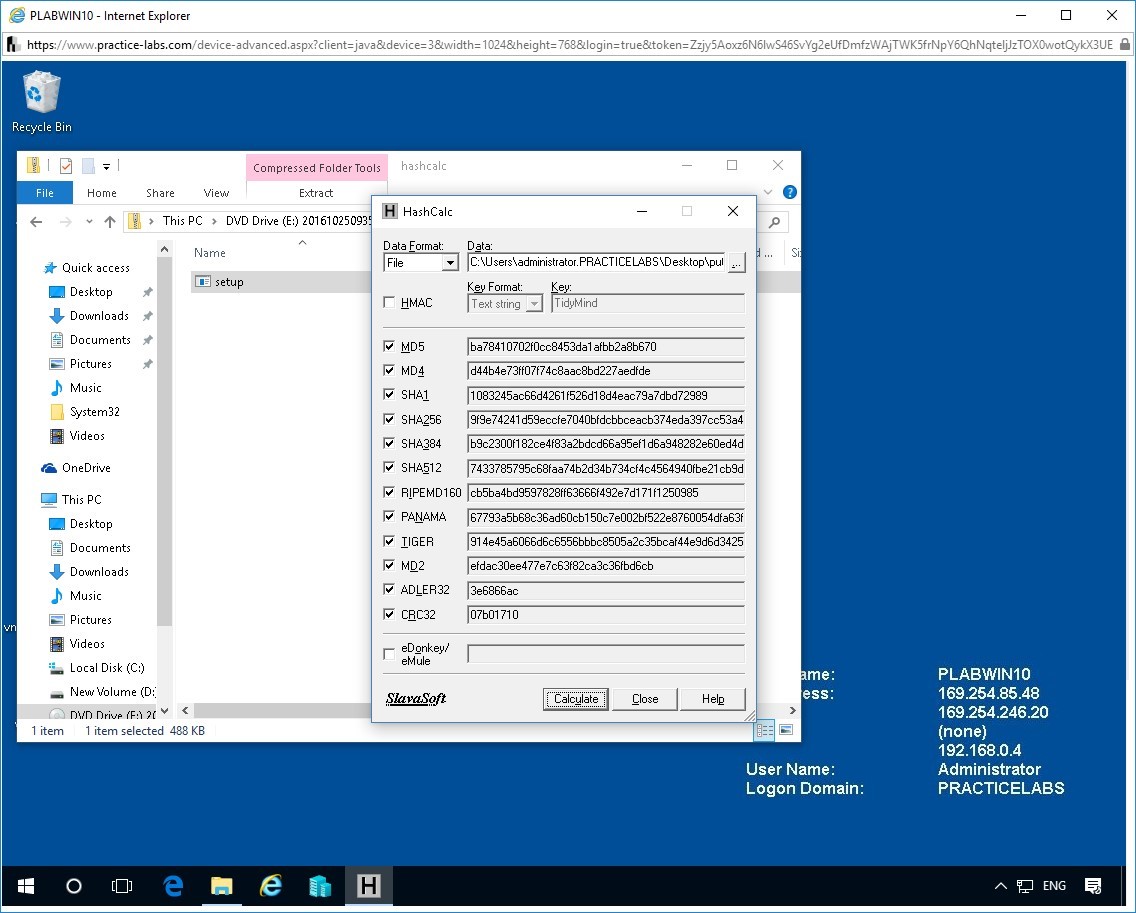 PLABWIN10 - Internet Explorer
https://www.practice-labs.com/device-advanced.aspx?client=java&device=3&width=1024&height=768&login=true&token=Zzjy5Aoxz6N6IwS46SvYg2eUfDmfzWAjTWK5frNpY6QhNqteIjJzTOX0wotQykX3UE
Recycle Bin
Compressed Folder Tools
hashcalc
File
Home
Share
View
Extract
This PC > DVD Drive (E:) 201610250935
Name
setup
Quick access
Desktop
Downloads
Documents
Pictures
Music
System32
Videos
OneDrive
This PC
Desktop
Documents
Downloads
Music
Pictures
Videos
Local Disk (C:)
New Volume (D:
DVD Drive (E:) 20
1 item
1 item selected 488 KB
HashCalc
Data Format:
Data:
File
C:\Users\administrator.PRACTICELABS\Desktop\pul
...
HMAC
Key Format:
Key:
Text string
TidyMind
MD5
ba78410702f0cc8453da1afbb2a8b670
MD4
d44b4e73ff07f74c8aac8bd227aedfde
SHA1
1083245ac66d4261f526d18d4eac79a7dbd72989
SHA256
9f9e74241d59eccfe7040bfdcbbceacb374eda397cc53a4
SHA384
b9c2300f182ce4f83a2bdcd66a95ef1d6a948282e60ed4d
SHA512
7433785795c68faa74b2d34b734cf4c4564940fbe21cb9d
RIPEMD160
cb5ba4bd9597828ff63666f492e7d171f1250985
PANAMA
67793a5b68c36ad60cb150c7e002bf522e8760054dfa63f
TIGER
914e45a6066d6c6556bbbc8505a2c35bcaf44e9d6d3425
MD2
efdac30ee477e7c63f82ca3c36fbd6cb
ADLER32
3e6866ac
CRC32
07b01710
eDonkey/
eMule
SlavaSoft
Calculate
Close
Help
ame:
PLABWIN10
ress:
169.254.85.48
169.254.246.20
(none)
192.168.0.4
User Name:
Administrator
Logon Domain:
PRACTICELABS
vn
ENG